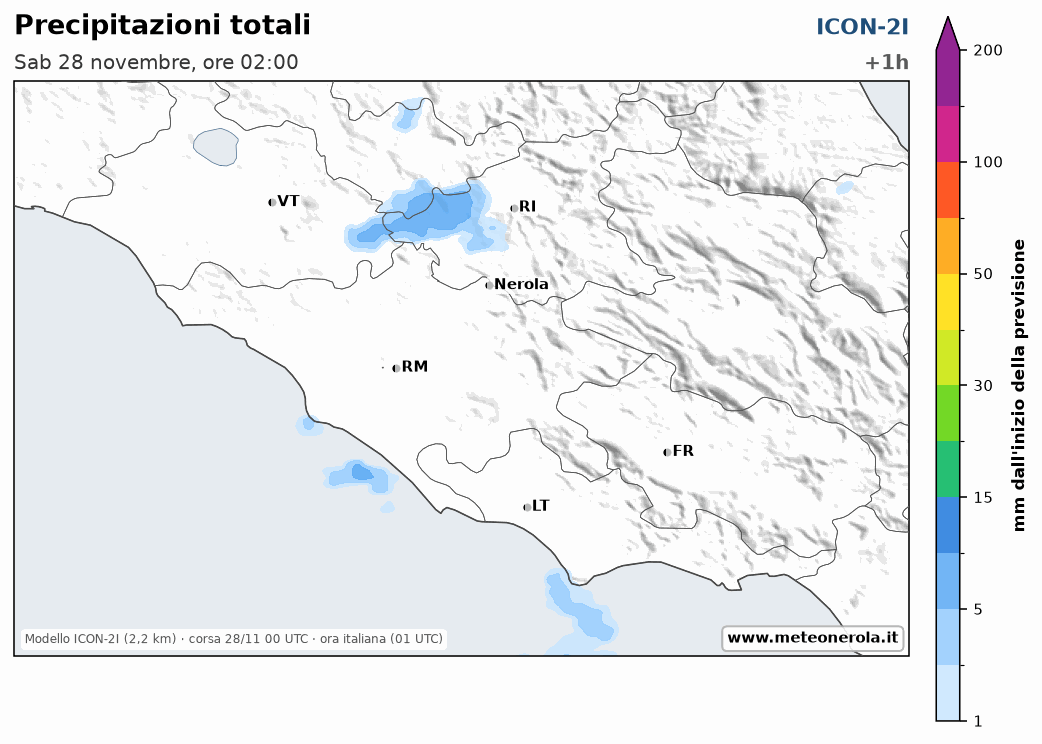 Precipitazioni totali
ICON-2I
Sab 28 novembre, ore 02:00
+1h
200
100
50
30
15
5
1
mm dall'inizio della previsione
VT
RI
Nerola
RM
FR
LT
Modello ICON-2I (2,2 km) · corsa 28/11 00 UTC · ora italiana (01 UTC)
www.meteonerola.it